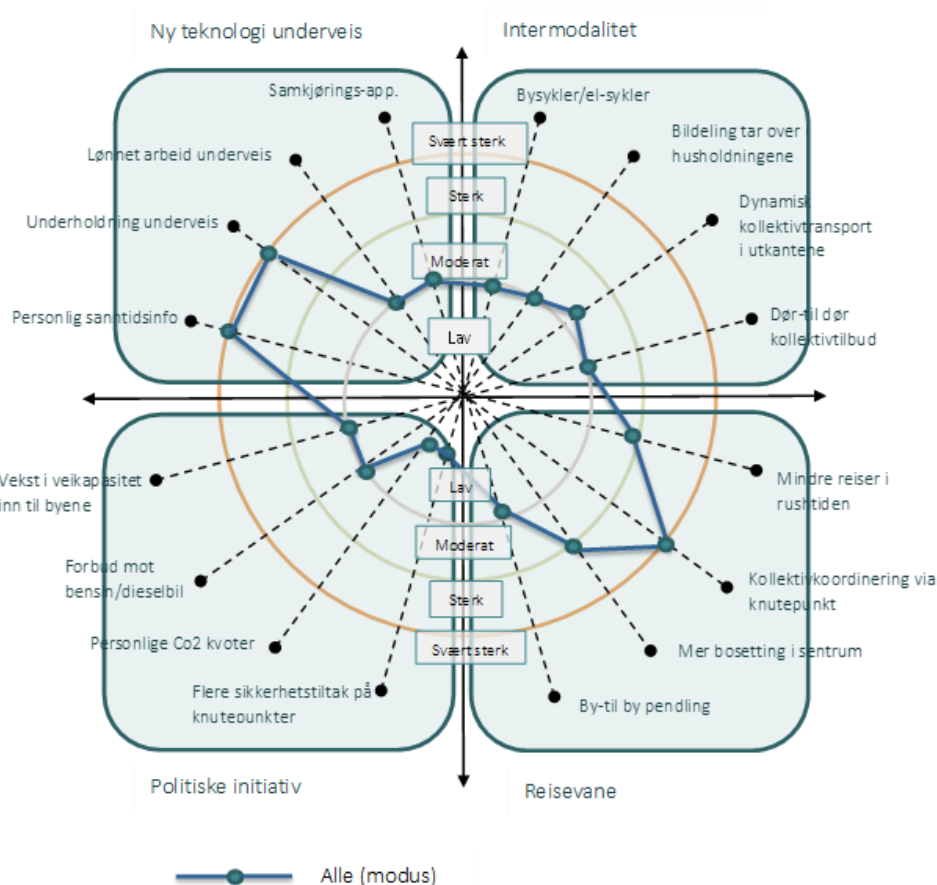 Ny teknologi underveis
Intermodalitet
Samkjørings-app.
Bysykler/el-sykler
Lønnet arbeid underveis
Svært sterk
Bildeling tar over
husholdningene
Sterk
Underholdning underveis
Dynamisk
kollektivtransport
i utkantene
Moderat
Personlig sanntidsinfo
Lav
Dør-til dør
kollektivtilbud
Vekst i veikapasitet
inn til byene
Lav
Mindre reiser i
rushtiden
Moderat
Forbud mot
bensin/dieselbil
Sterk
Kollektivkoordinering via
knutepunkt
Personlige Co2 kvoter
Svært sterk
Mer bosetting i sentrum
Flere sikkerhetstiltak på
knutepunkter
By-til by pendling
Politiske initiativ
Reisevane
Alle (modus)